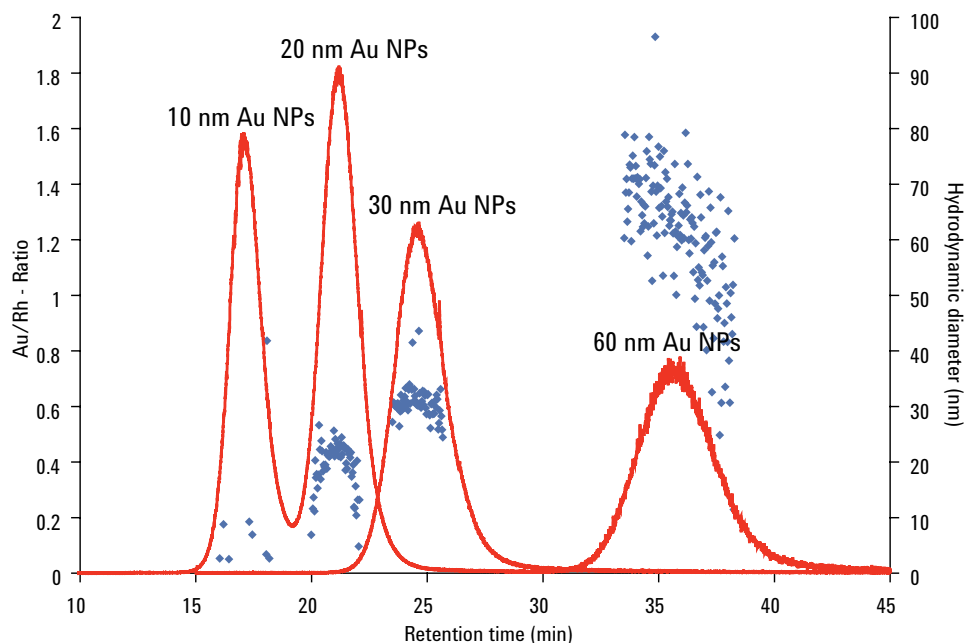 20 nm Au NPs
10 nm Au NPs
30 nm Au NPs
60 nm Au NPs
Au/Rh - Ratio
2
1.8
1.6
1.4
1.2
1
0.8
0.6
0.4
0.2
0
Hydrodynamic diameter (nm)
100
90
80
70
60
50
40
30
20
10
0
10 15 20 25 30 35 40 45
Retention time (min)